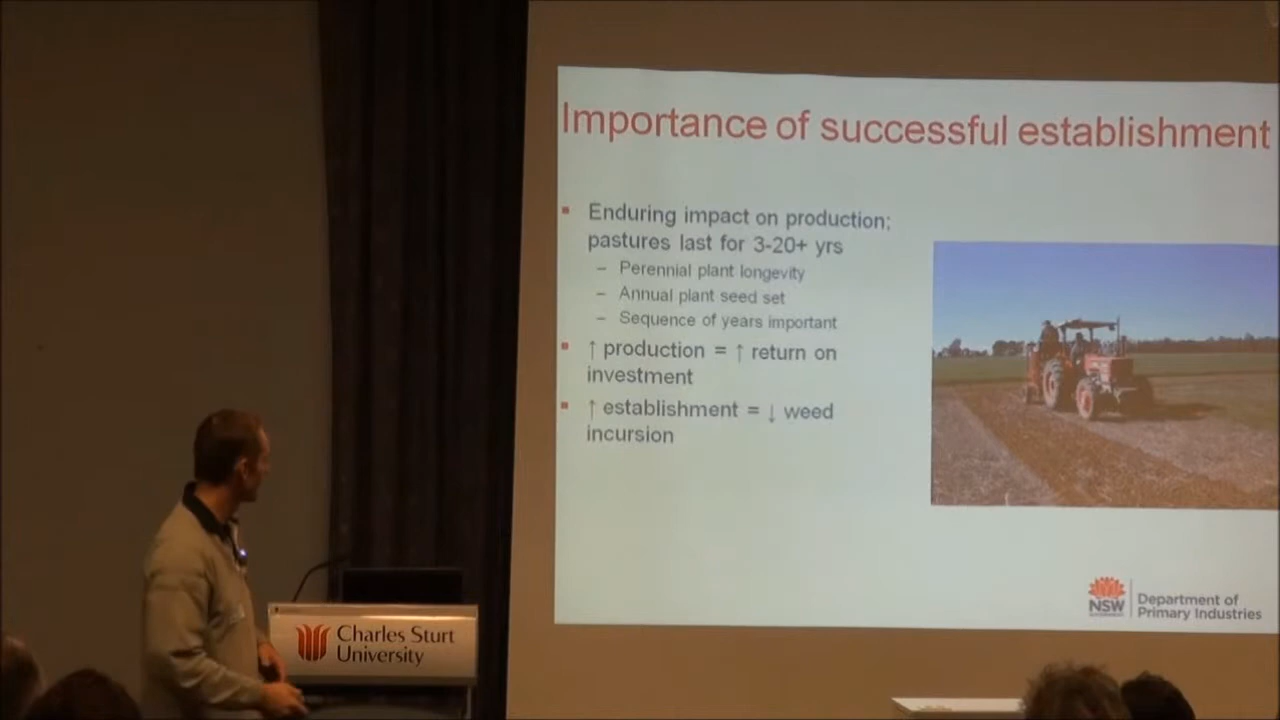 Importance of successful establishment
▪ Enduring impact on production;
pastures last for 3-20+ yrs
– Perennial plant longevity
– Annual plant seed set
– Sequence of years important
▪ ↑ production = ↑ return on
investment
▪ ↑ establishment = ↓ weed
incursion
NSW
Department of
Primary Industries
Charles Sturt
University